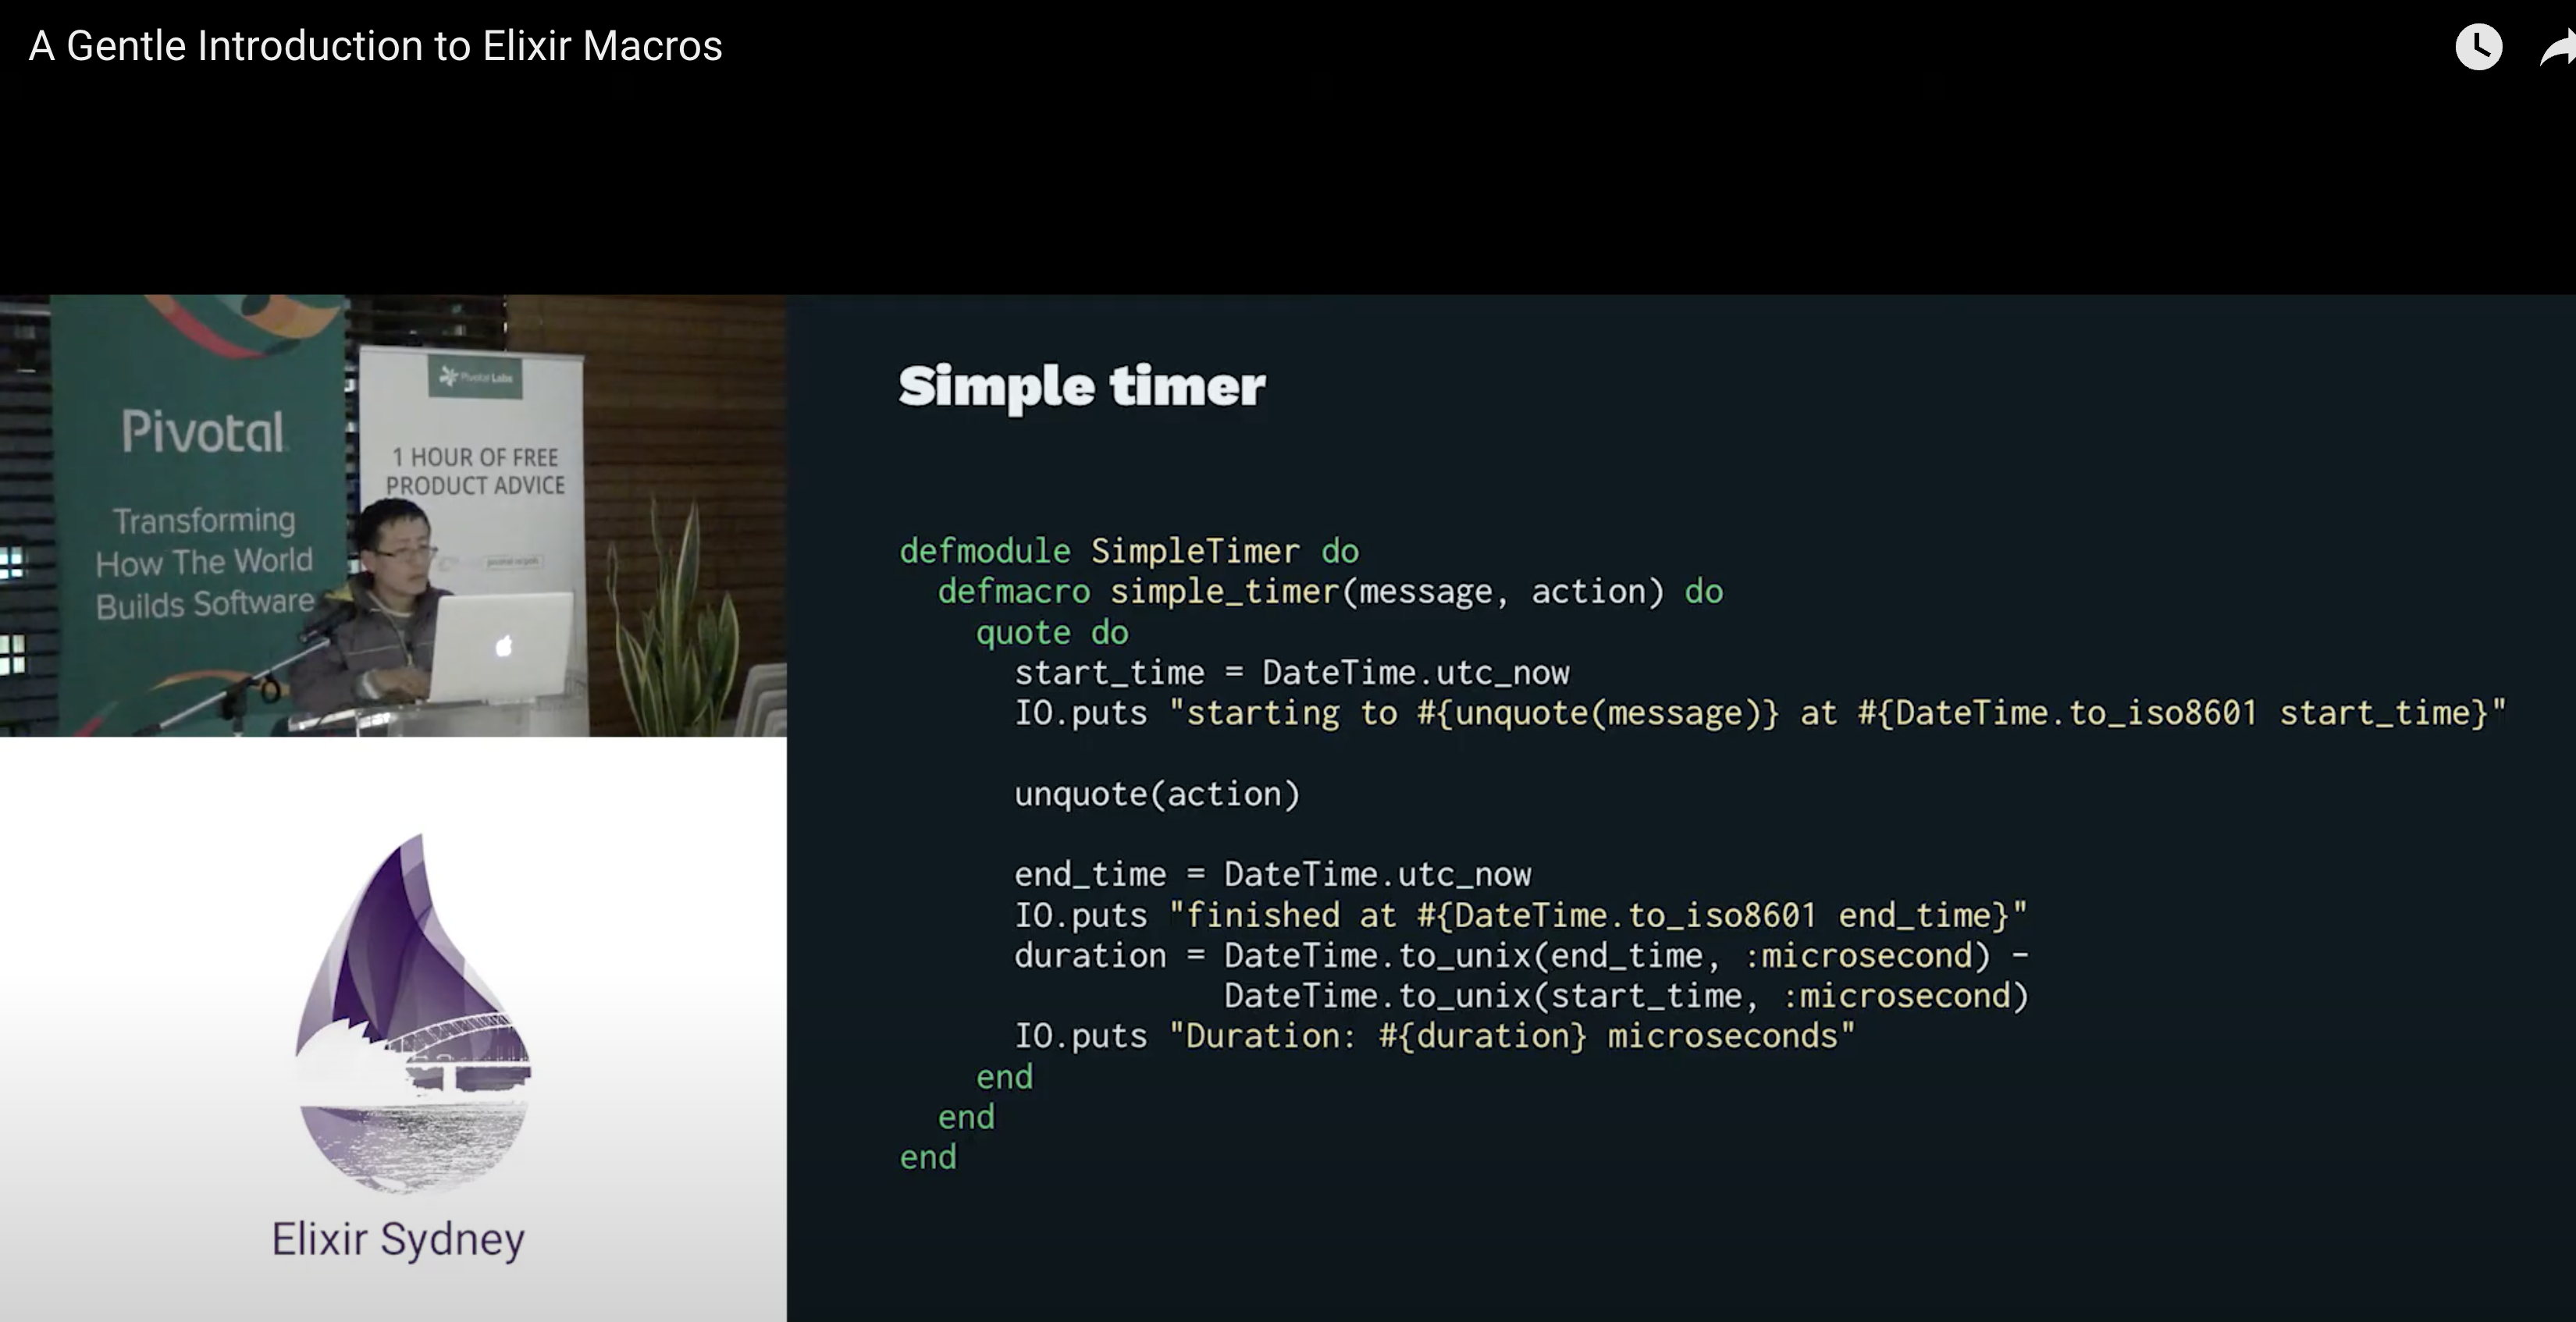 A Gentle Introduction to Elixir Macros
Pivotal
Transforming
How The World
Builds Software
Pivotal Labs
1 HOUR OF FREE
PRODUCT ADVICE
Elixir Sydney
Simple timer
defmodule SimpleTimer do
  defmacro simple_timer(message, action) do
    quote do
      start_time = DateTime.utc_now
      IO.puts "starting to #{unquote(message)} at #{DateTime.to_iso8601 start_time}"
      unquote(action)
      end_time = DateTime.utc_now
      IO.puts "finished at #{DateTime.to_iso8601 end_time}"
      duration = DateTime.to_unix(end_time, :microsecond) -
                 DateTime.to_unix(start_time, :microsecond)
      IO.puts "Duration: #{duration} microseconds"
    end
  end
end